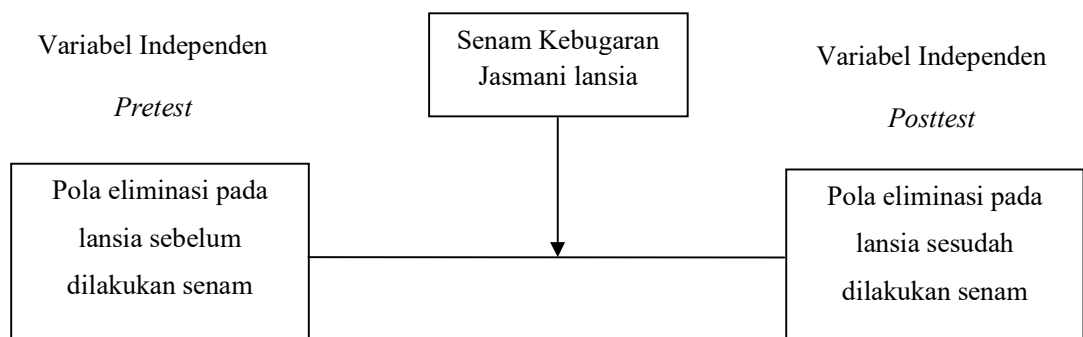 Variabel Independen
Pretest
Senam Kebugaran
Jasmani lansia
Variabel Independen
Posttest
Pola eliminasi pada
lansia sebelum
dilakukan senam
Pola eliminasi pada
lansia sesudah
dilakukan senam